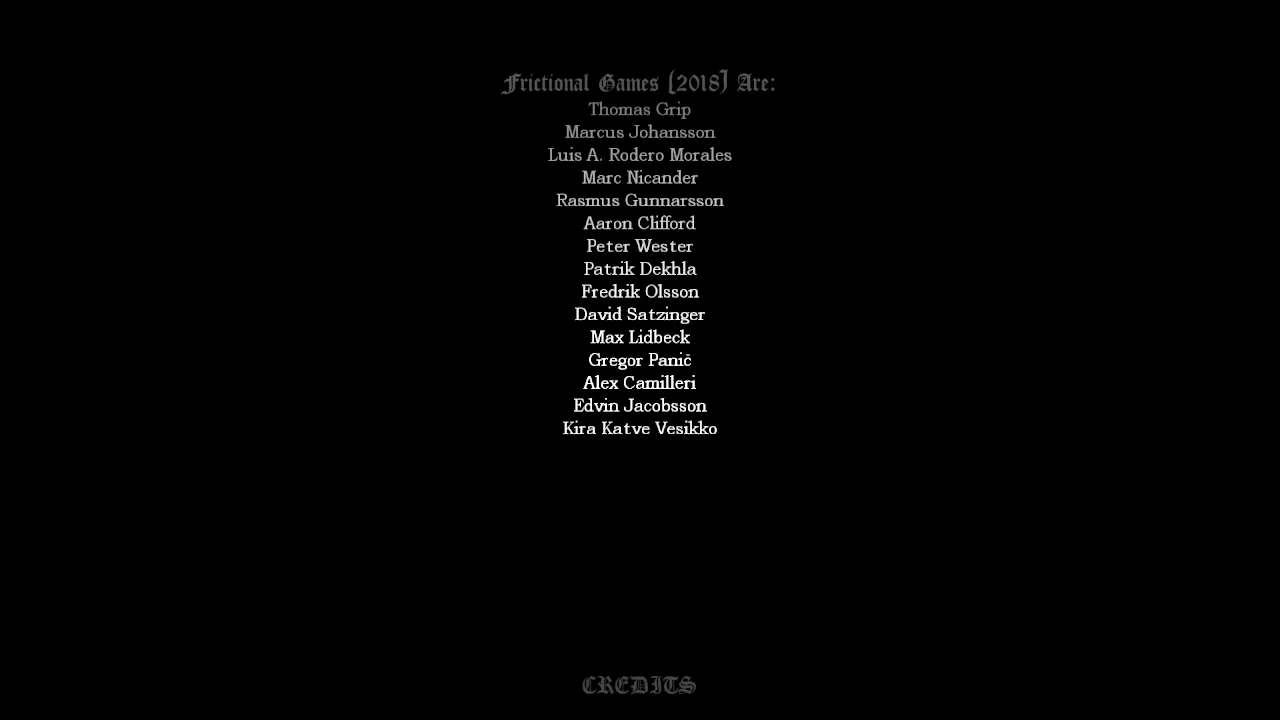 Frictional Games [2018] Are:
Thomas Grip
Marcus Johansson
Luis A. Rodero Morales
Marc Nicander
Rasmus Gunnarsson
Aaron Clifford
Peter Wester
Patrik Dekhla
Fredrik Olsson
David Satzinger
Max Lidbeck
Gregor Panič
Alex Camilleri
Edvin Jacobsson
Kira Katve Vesikko
CREDITS